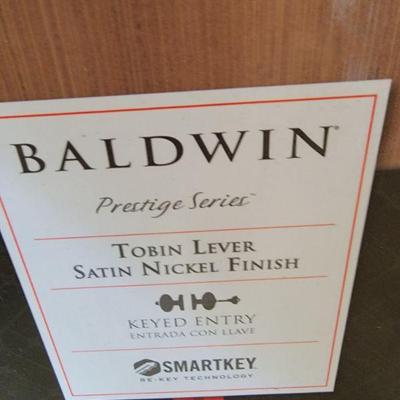 BALDWIN®
Prestige Series™
TOBIN LEVER
SATIN NICKEL FINISH
KEYED ENTRY
ENTRADA CON LLAVE
SMARTKEY
RE-KEY TECHNOLOGY